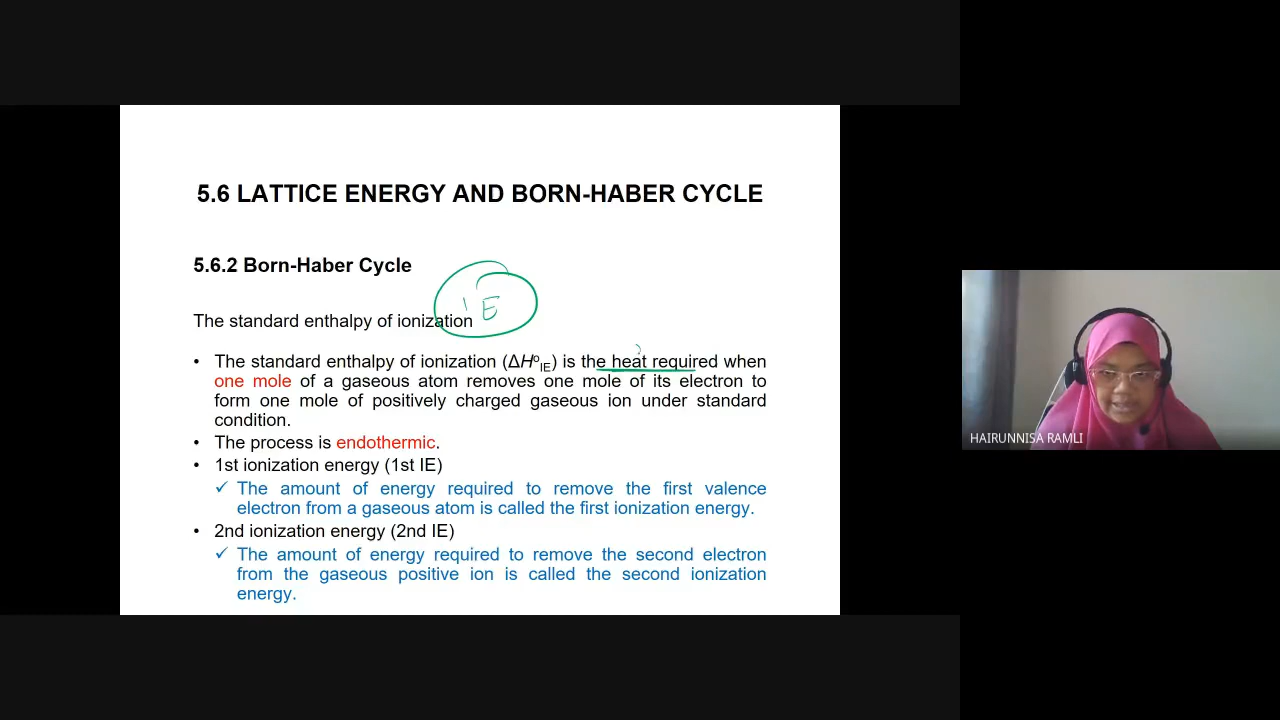 5.6 LATTICE ENERGY AND BORN-HABER CYCLE
5.6.2 Born-Haber Cycle
IE
The standard enthalpy of ionization
• The standard enthalpy of ionization (ΔHº_IE) is the heat required when
one mole of a gaseous atom removes one mole of its electron to
form one mole of positively charged gaseous ion under standard
condition.
• The process is endothermic.
• 1st ionization energy (1st IE)
✓ The amount of energy required to remove the first valence
electron from a gaseous atom is called the first ionization energy.
• 2nd ionization energy (2nd IE)
✓ The amount of energy required to remove the second electron
from the gaseous positive ion is called the second ionization
energy.
HAIRUNNISA RAMLI